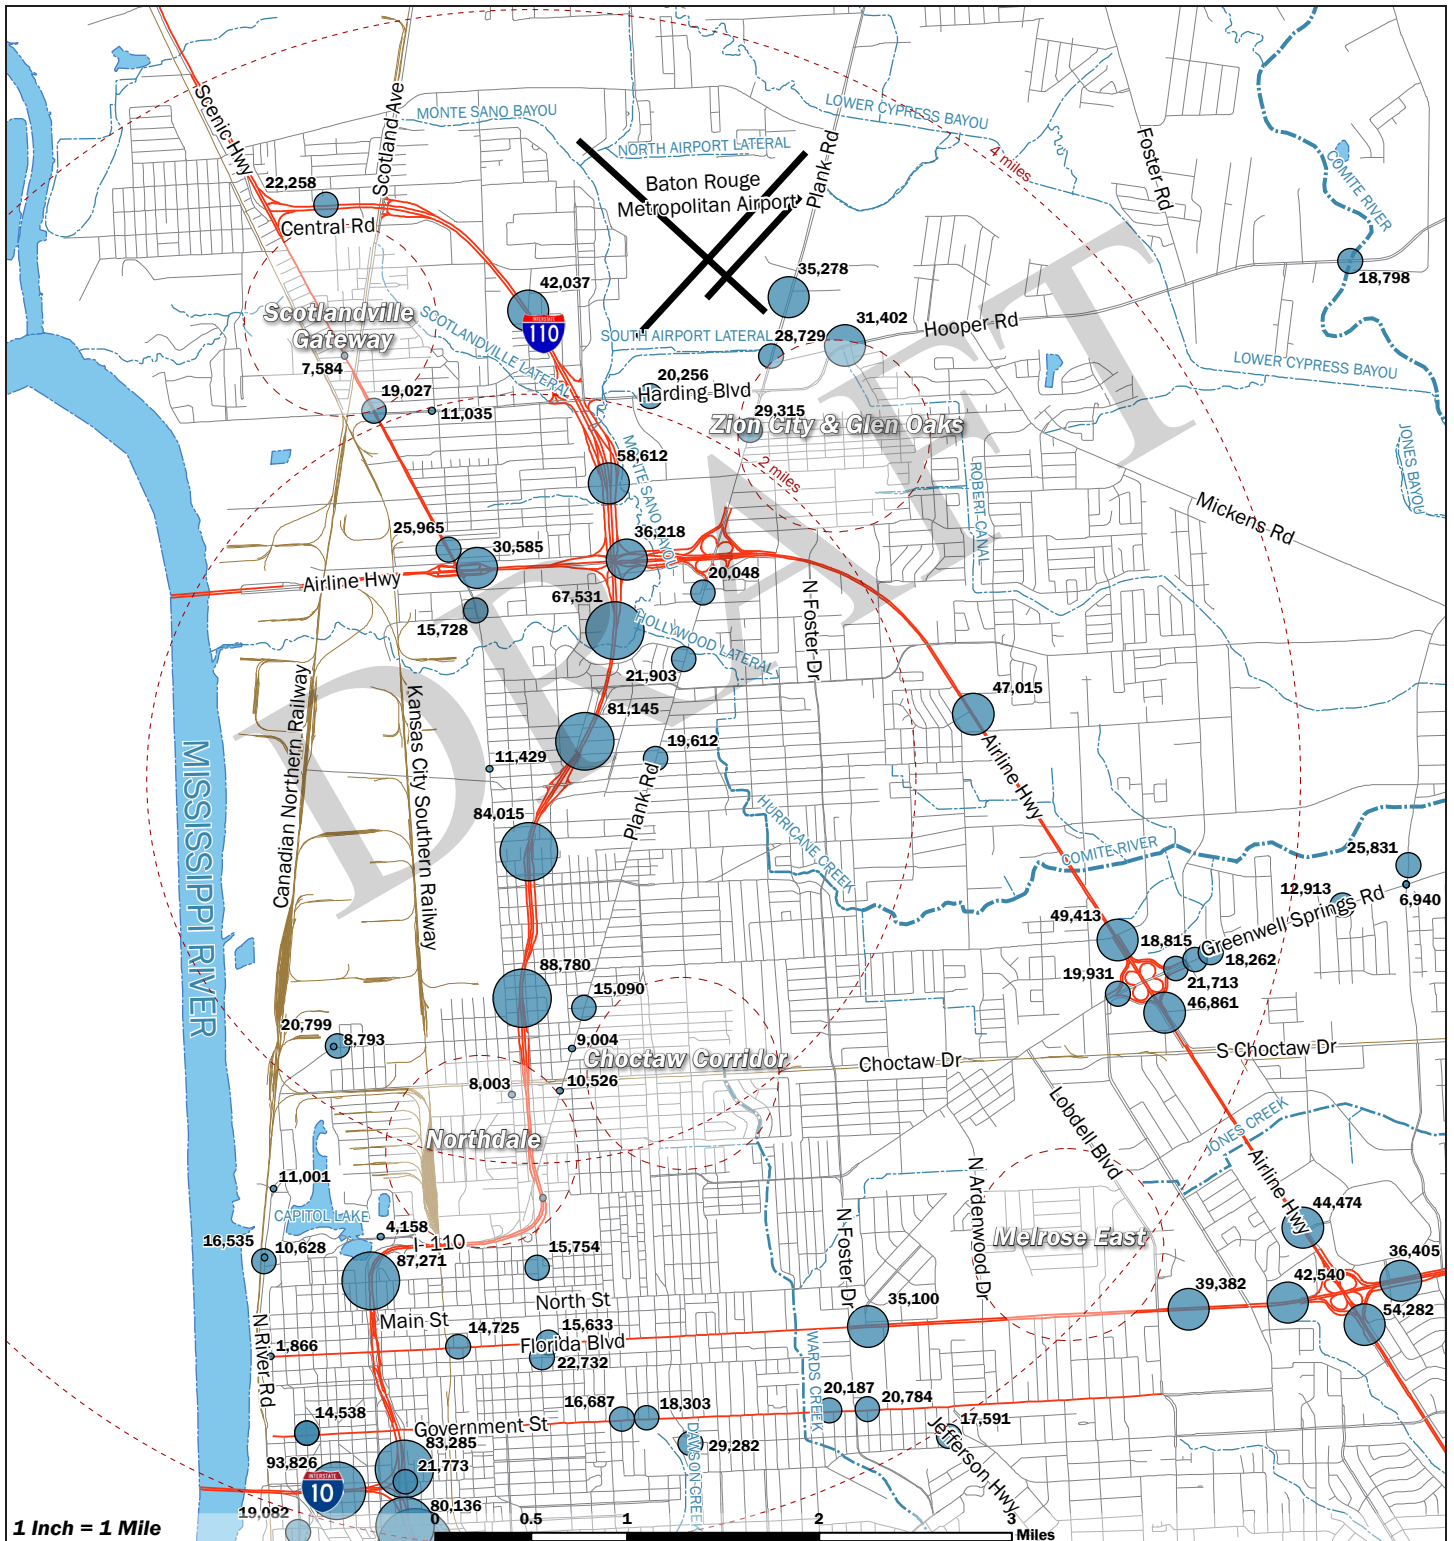 MONTE SANO BAYOU
LOWER CYPRESS BAYOU
Scenic Hwy
Scotland Ave
Plank Rd
Foster Rd
4 miles
NORTH AIRPORT LATERAL
COMITE RIVER
22,258
Baton Rouge
Metropolitan Airport
Central Rd
35,278
18,798
42,037
Scotlandville
Gateway
SCOTLANDVILLE LATERAL
INTERSTATE
110
SOUTH AIRPORT LATERAL
28,729
31,402
Hooper Rd
LOWER CYPRESS BAYOU
7,584
19,027
11,035
20,256
Harding Blvd
29,315
Zion City & Glen Oaks
JONES BAYOU
58,612
MONTE SANO BAYOU
2 miles
ROBERT CANAL
Mickens Rd
25,965
30,585
36,218
20,048
Airline Hwy
67,531
15,728
HOLLYWOOD LATERAL
N Foster Dr
21,903
DRAFT
MISSISSIPPI RIVER
Canadian Northern Railway
Kansas City Southern Railway
81,145
47,015
19,612
11,429
Plank Rd
Airline Hwy
84,015
HURRICANE CREEK
COMITE RIVER
25,831
12,913
6,940
49,413
18,815
Greenwell Springs Rd
18,262
19,931
21,713
46,861
88,780
15,090
20,799
8,793
9,004
Choctaw Corridor
Choctaw Dr
S Choctaw Dr
8,003
10,526
Lobdell Blvd
Northdale
JONES CREEK
11,001
CAPITOL LAKE
N Ardenwood Dr
Airline Hwy
4,158
I-110
16,535
10,628
87,271
15,754
N Foster Dr
Melrose East
44,474
36,405
42,540
39,382
54,282
35,100
North St
Main St
14,725
15,633
Florida Blvd
22,732
N River Rd
1,866
WARDS CREEK
20,187
20,784
16,687
18,303
14,538
Government St
17,591
Jefferson Hwy
29,282
DAWSON CREEK
83,285
93,826
21,773
INTERSTATE
10
80,136
19,082
1 Inch = 1 Mile
0 0.5 1 2 3
Miles